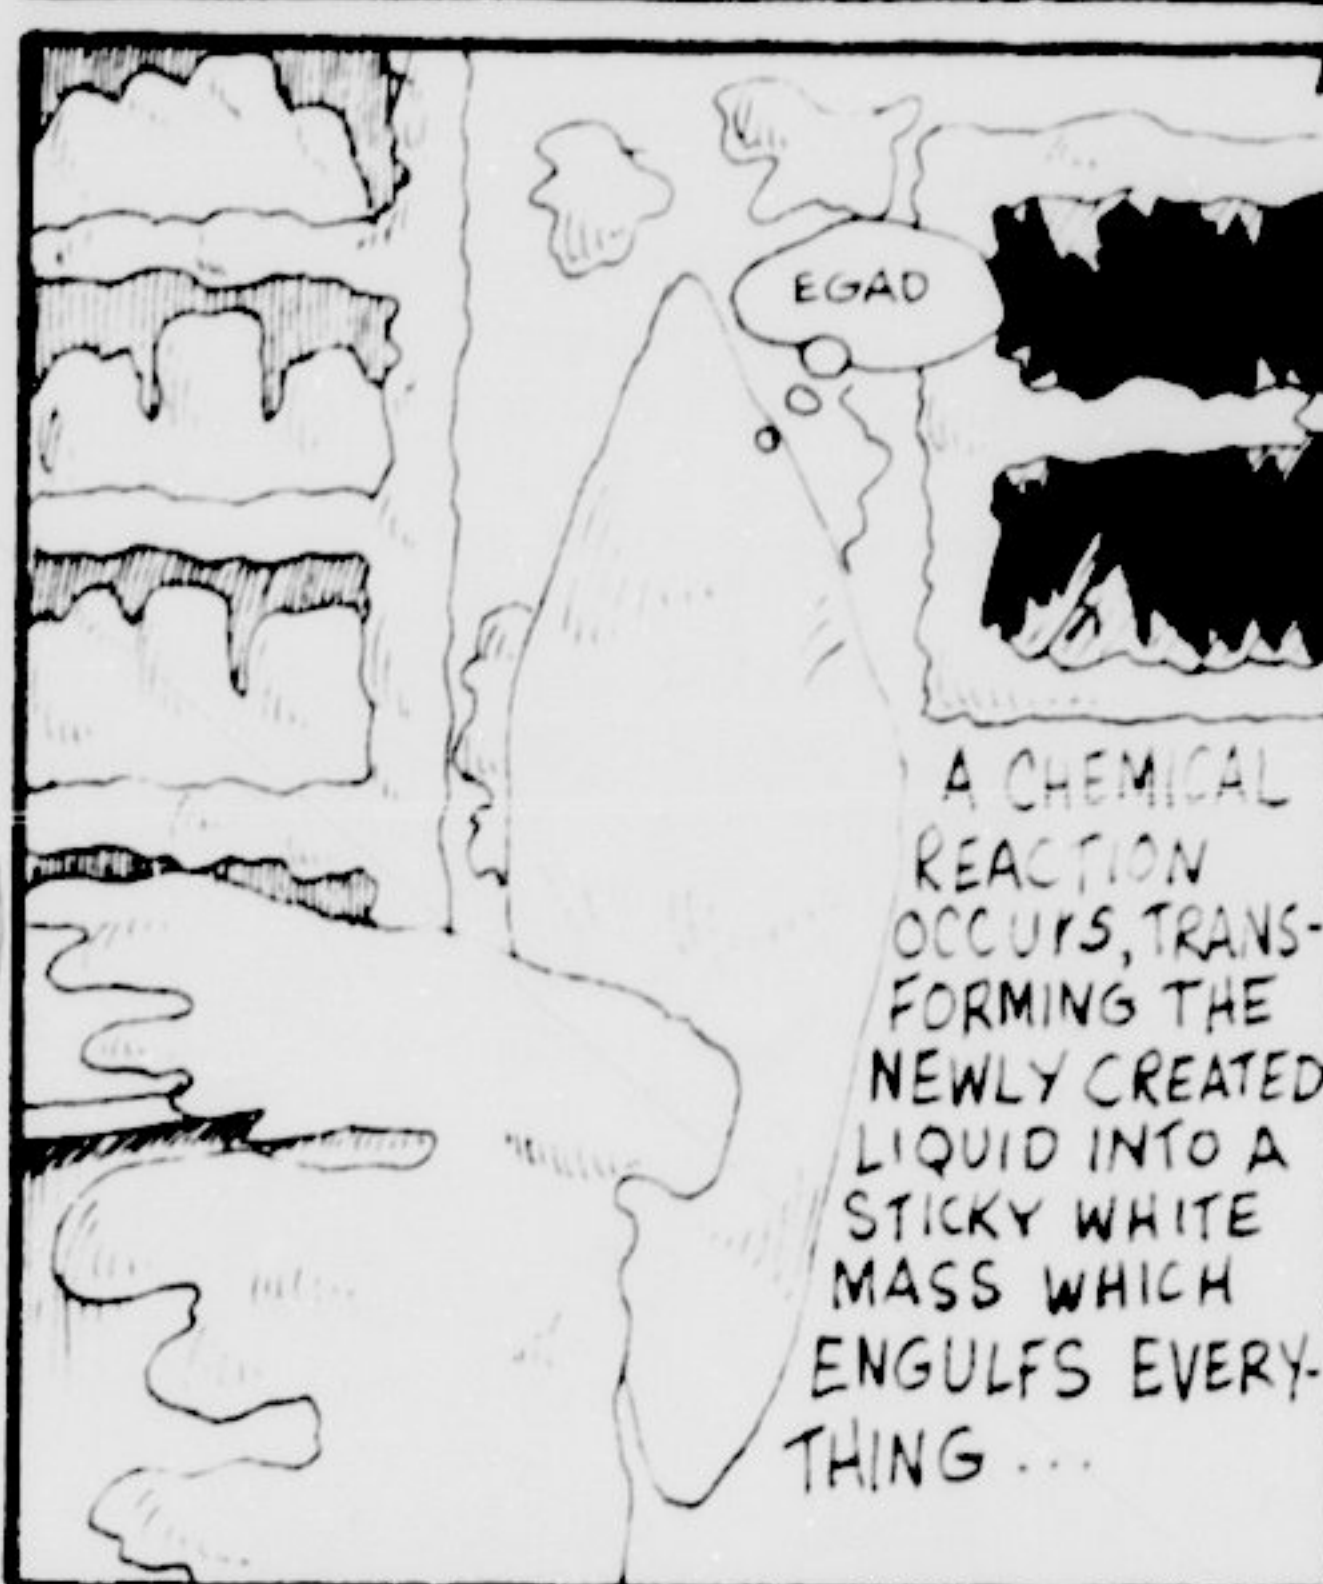 EGAD
A CHEMICAL
REACTION
OCCUrS, TRANS-
FORMING THE
NEWLY CREATED
LIQUID INTO A
STICKY WHITE
MASS WHICH
ENGULFS EVERY-
THING ...